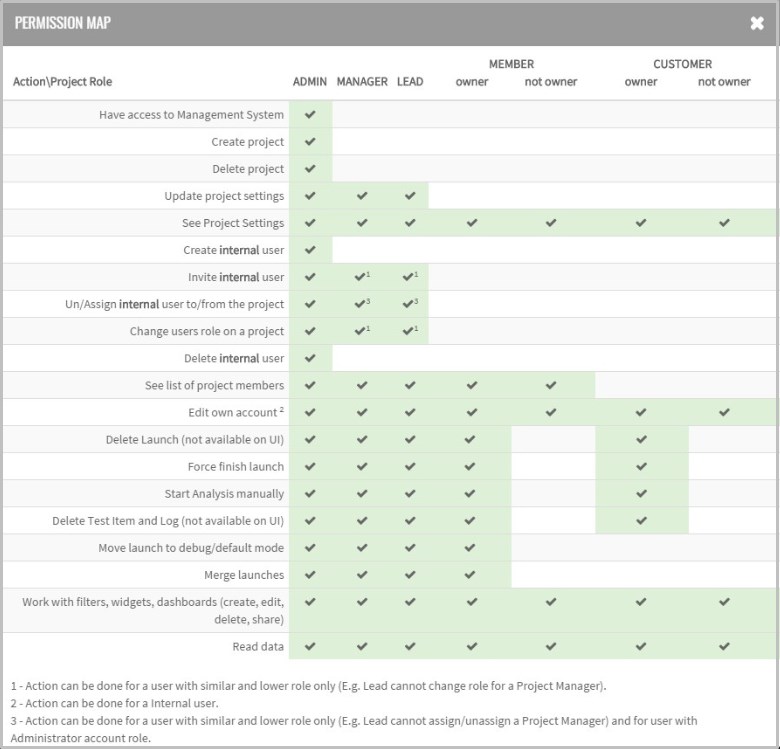 PERMISSION MAP ✖
MEMBER CUSTOMER
Action\Project Role ADMIN MANAGER LEAD owner not owner owner not owner
Have access to Management System ✔
Create project ✔
Delete project ✔
Update project settings ✔ ✔ ✔
See Project Settings ✔ ✔ ✔ ✔ ✔ ✔ ✔
Create internal user ✔
Invite internal user ✔ ✔1 ✔1
Un/Assign internal user to/from the project ✔ ✔3 ✔3
Change users role on a project ✔ ✔1 ✔1
Delete internal user ✔
See list of project members ✔ ✔ ✔ ✔ ✔
Edit own account 2 ✔ ✔ ✔ ✔ ✔ ✔ ✔
Delete Launch (not available on UI) ✔ ✔ ✔ ✔ ✔
Force finish launch ✔ ✔ ✔ ✔ ✔
Start Analysis manually ✔ ✔ ✔ ✔ ✔
Delete Test Item and Log (not available on UI) ✔ ✔ ✔ ✔ ✔
Move launch to debug/default mode ✔ ✔ ✔ ✔
Merge launches ✔ ✔ ✔ ✔
Work with filters, widgets, dashboards (create, edit, ✔ ✔ ✔ ✔ ✔ ✔ ✔
delete, share)
Read data ✔ ✔ ✔ ✔ ✔ ✔ ✔
1 - Action can be done for a user with similar and lower role only (E.g. Lead cannot change role for a Project Manager).
2 - Action can be done for a Internal user.
3 - Action can be done for a user with similar and lower role only (E.g. Lead cannot assign/unassign a Project Manager) and for user with
Administrator account role.